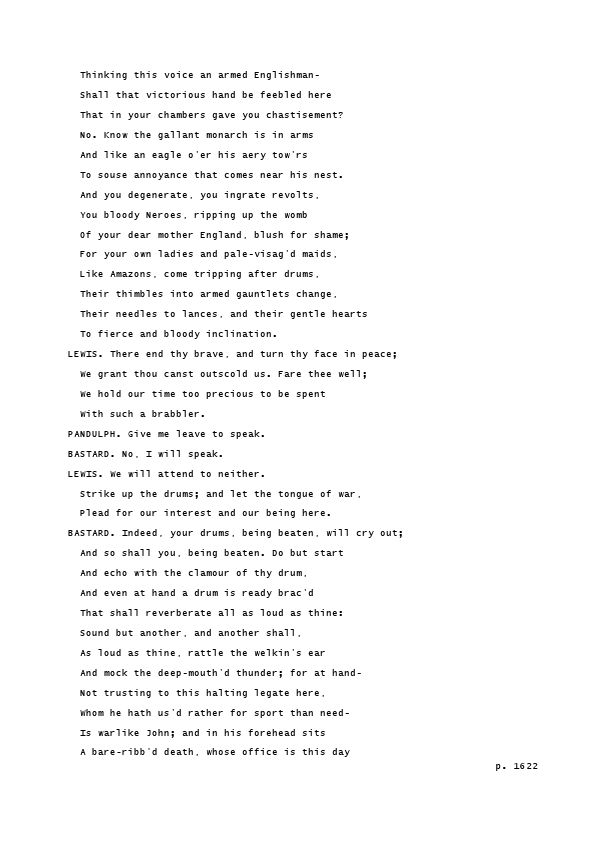 Thinking this voice an armed Englishman-
Shall that victorious hand be feebled here
That in your chambers gave you chastisement?
No. Know the gallant monarch is in arms
And like an eagle o'er his aery tow'rs
To souse annoyance that comes near his nest.
And you degenerate, you ingrate revolts,
You bloody Neroes, ripping up the womb
Of your dear mother England, blush for shame;
For your own ladies and pale-visag'd maids,
Like Amazons, come tripping after drums,
Their thimbles into armed gauntlets change,
Their needles to lances, and their gentle hearts
To fierce and bloody inclination.
LEWIS. There end thy brave, and turn thy face in peace;
We grant thou canst outscold us. Fare thee well;
We hold our time too precious to be spent
With such a brabbler.
PANDULPH. Give me leave to speak.
BASTARD. No, I will speak.
LEWIS. We will attend to neither.
Strike up the drums; and let the tongue of war,
Plead for our interest and our being here.
BASTARD. Indeed, your drums, being beaten, will cry out;
And so shall you, being beaten. Do but start
And echo with the clamour of thy drum,
And even at hand a drum is ready brac'd
That shall reverberate all as loud as thine:
Sound but another, and another shall,
As loud as thine, rattle the welkin's ear
And mock the deep-mouth'd thunder; for at hand-
Not trusting to this halting legate here,
Whom he hath us'd rather for sport than need-
Is warlike John; and in his forehead sits
A bare-ribb'd death, whose office is this day
p. 1622